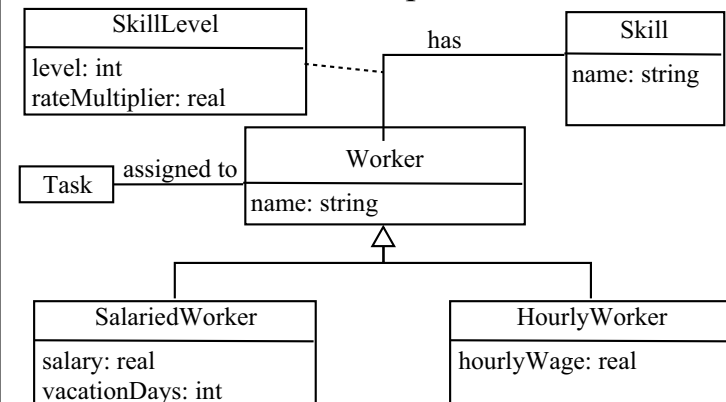 SkillLevel
level: int
rateMultiplier: real
has
Skill
name: string
Task
assigned to
Worker
name: string
SalariedWorker
salary: real
vacationDays: int
HourlyWorker
hourlyWage: real